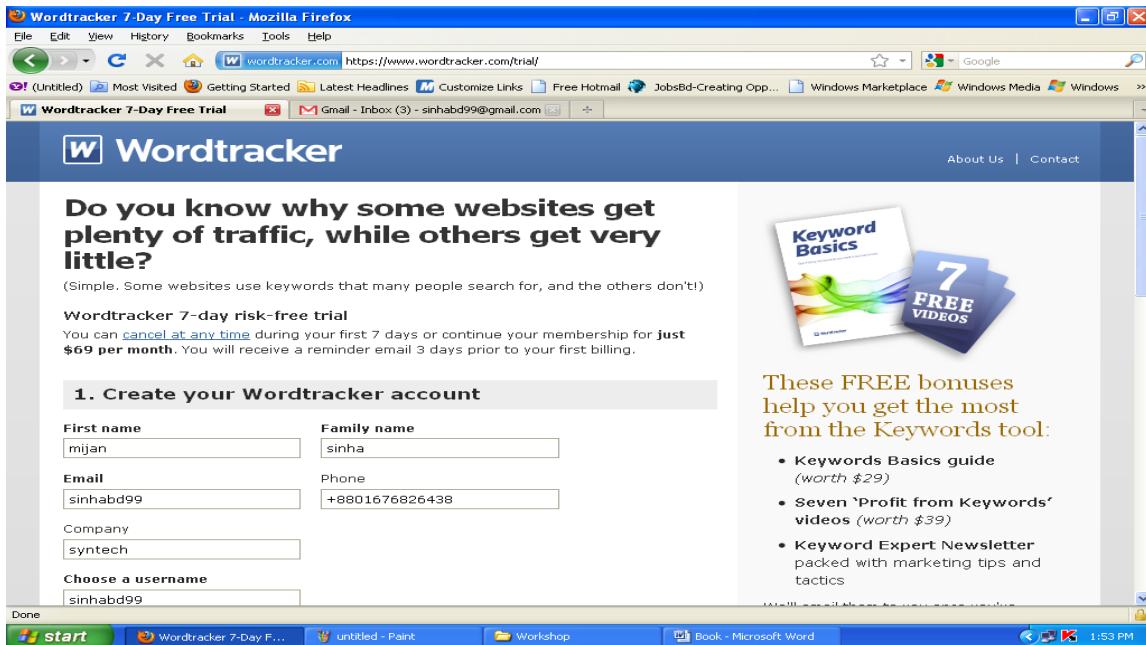 Wordtracker 7-Day Free Trial - Mozilla Firefox
File Edit View History Bookmarks Tools Help
wordtracker.com https://www.wordtracker.com/trial/ Google
(Untitled) Most Visited Getting Started Latest Headlines Customize Links Free Hotmail JobsBd-Creating Opp... Windows Marketplace Windows Media Windows »
Wordtracker 7-Day Free Trial Gmail - Inbox (3) - sinhabd99@gmail.com
W Wordtracker
About Us | Contact
Do you know why some websites get
plenty of traffic, while others get very
little?
(Simple. Some websites use keywords that many people search for, and the others don't!)
Wordtracker 7-day risk-free trial
You can cancel at any time during your first 7 days or continue your membership for just
$69 per month. You will receive a reminder email 3 days prior to your first billing.
1. Create your Wordtracker account
First name Family name
mijan sinha
Email Phone
sinhabd99 +8801676826438
Company
syntech
Choose a username
sinhabd99
Keyword
Basics
7
FREE
VIDEOS
These FREE bonuses
help you get the most
from the Keywords tool:
• Keywords Basics guide
(worth $29)
• Seven ‘Profit from Keywords’
videos (worth $39)
• Keyword Expert Newsletter
packed with marketing tips and
tactics
Done
start Wordtracker 7-Day F... untitled - Paint Workshop Book - Microsoft Word 1:53 PM